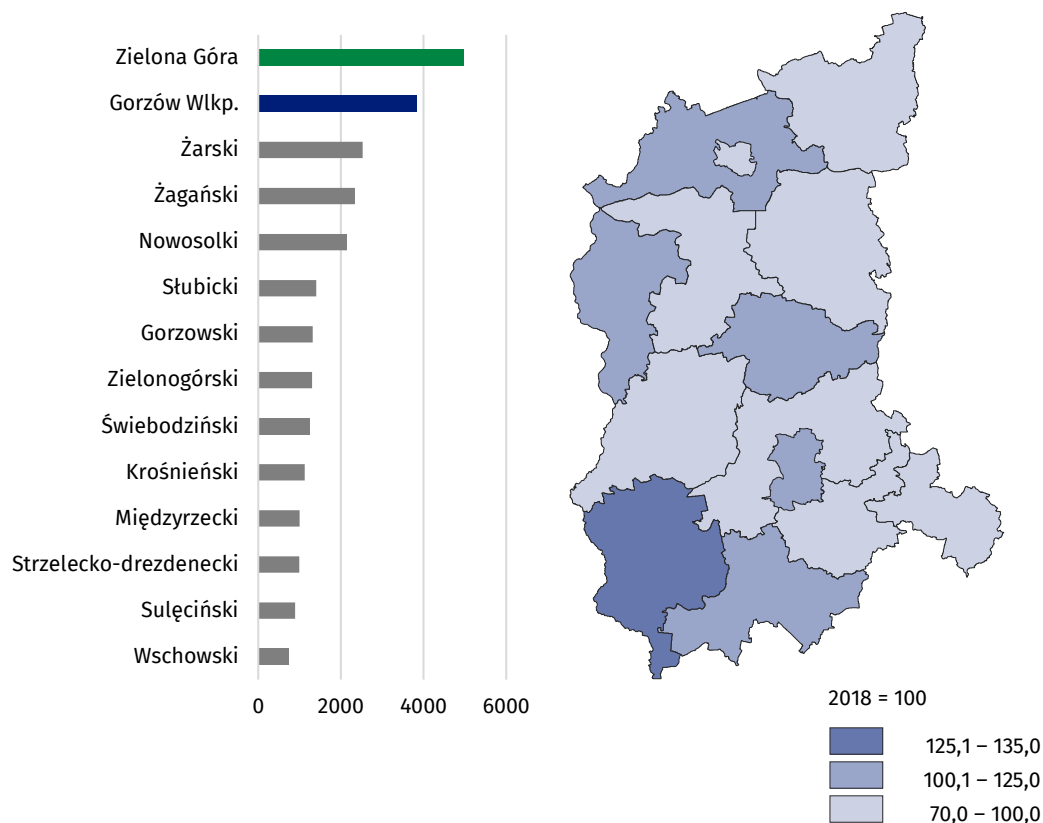 Zielona Góra
Gorzów Wlkp.
Żarski
Żagański
Nowosolki
Słubicki
Gorzowski
Zielonogórski
Świebodziński
Krośnieński
Międzyrzecki
Strzelecko-drezdenecki
Sulęciński
Wschowski
0 2000 4000 6000
2018 = 100
125,1 – 135,0
100,1 – 125,0
70,0 – 100,0